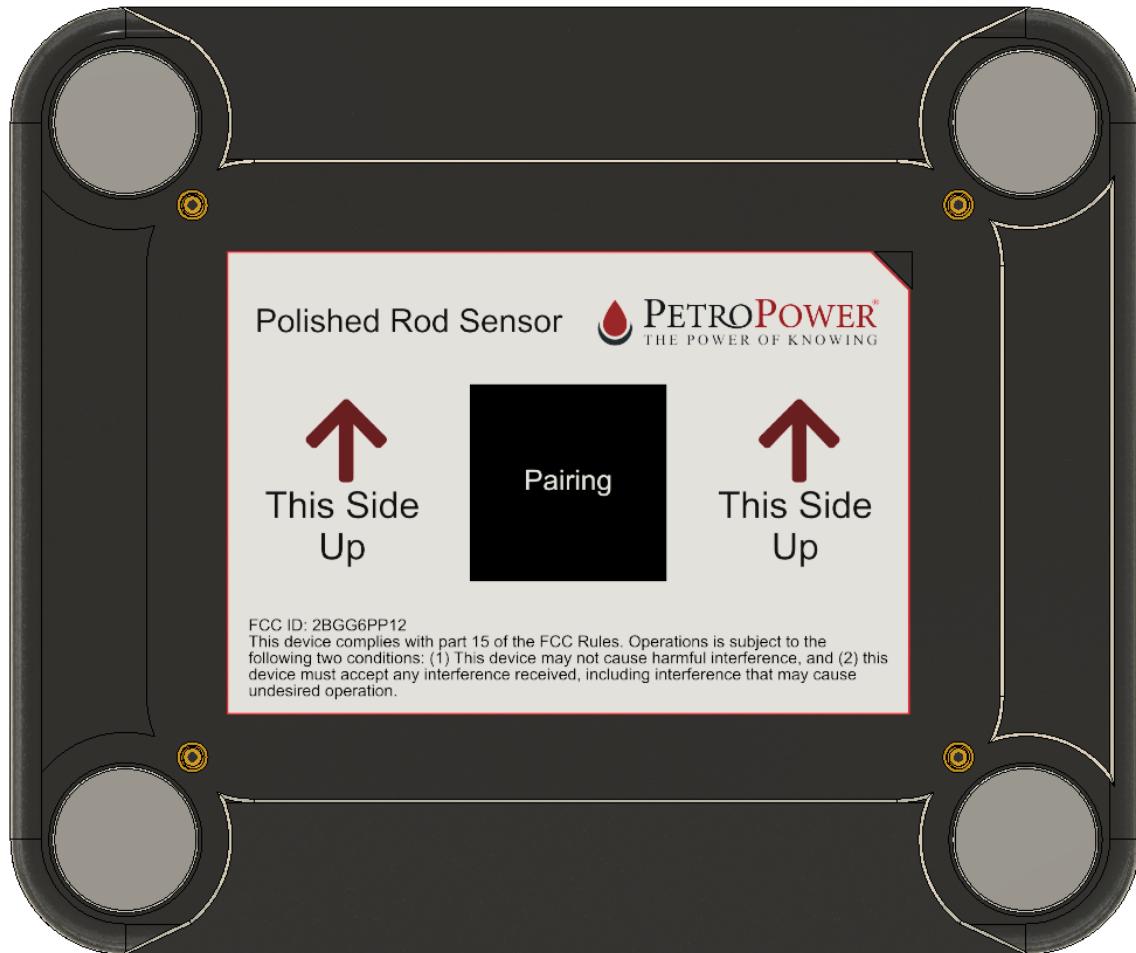 Polished Rod Sensor
PETROPOWER®
THE POWER OF KNOWING
This Side
Up
Pairing
This Side
Up
FCC ID: 2BGG6PP12
This device complies with part 15 of the FCC Rules. Operations is subject to the
following two conditions: (1) This device may not cause harmful interference, and (2) this
device must accept any interference received, including interference that may cause
undesired operation.